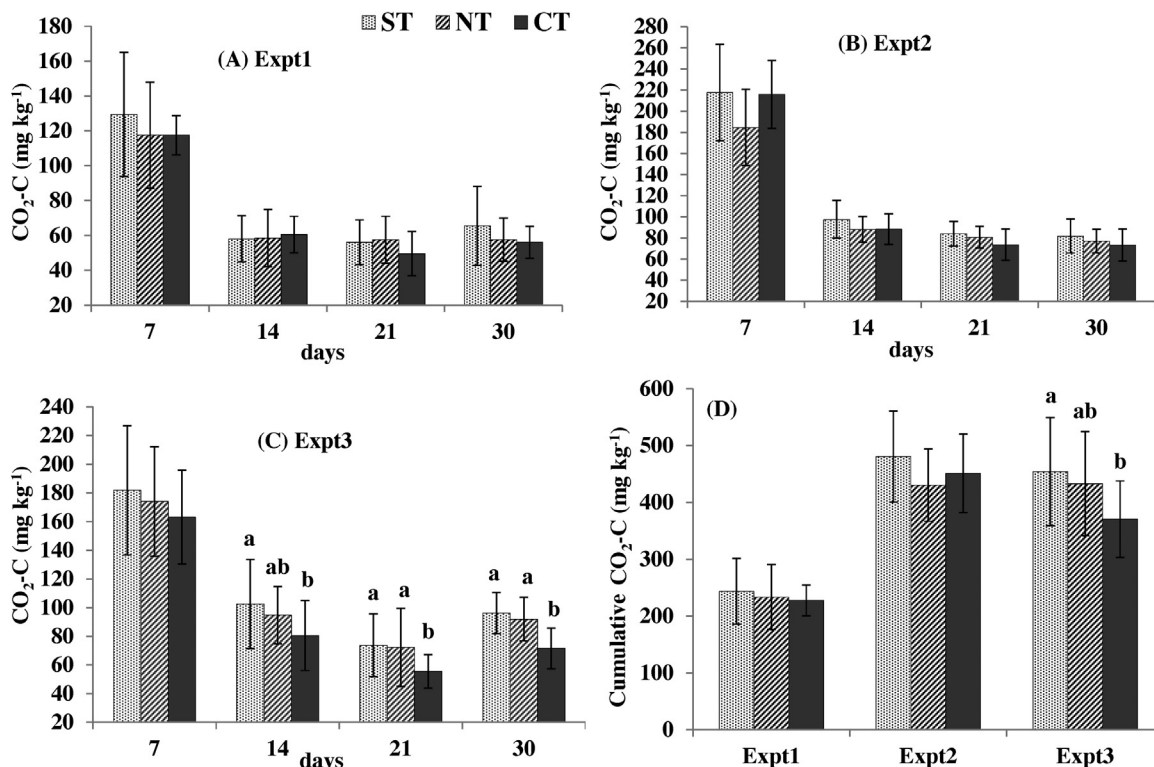 ST NT CT
(A) Expt1
CO₂-C (mg kg⁻¹)
180
160
140
120
100
80
60
40
20
7 14 21 30
days
(B) Expt2
CO₂-C (mg kg⁻¹)
280
260
240
220
200
180
160
140
120
100
80
60
40
20
7 14 21 30
days
(C) Expt3
CO₂-C (mg kg⁻¹)
240
220
200
180
160
140
120
100
80
60
40
20
a ab b a a b a a b
7 14 21 30
days
(D)
Cumulative CO₂-C (mg kg⁻¹)
600
500
400
300
200
100
0
a ab b
Expt1 Expt2 Expt3